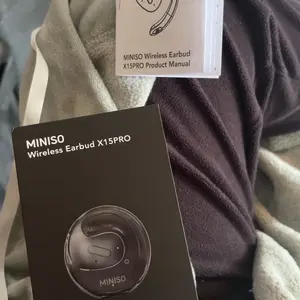 MINISO Wireless Earbud
X15PRO Product Manual
MINISO
Wireless Earbud X15PRO
MINISO